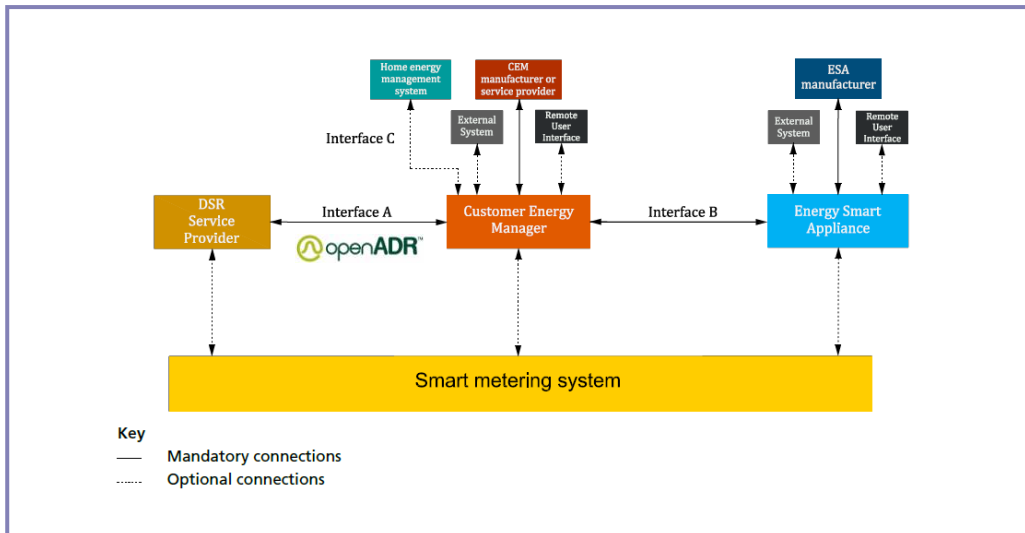 Home energy
management
system
CEM
manufacturer or
service provider
ESA
manufacturer
Interface C
External
System
Remote
User
Interface
External
System
Remote
User
Interface
DSR
Service
Provider
Interface A
openADR™
Customer Energy
Manager
Interface B
Energy Smart
Appliance
Smart metering system
Key
Mandatory connections
Optional connections